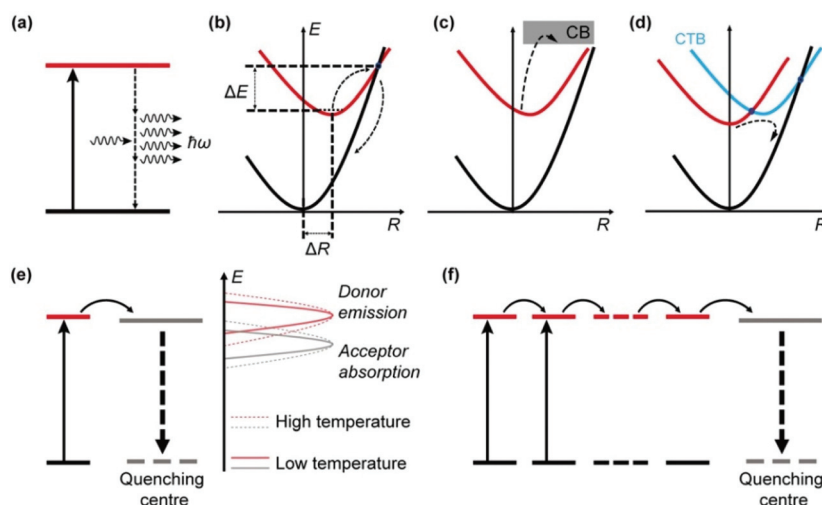 (a)
ħω
(b)
E
ΔE
ΔR
R
(c)
CB
R
(d)
CTB
R
(e)
Quenching
centre
E
Donor
emission
Acceptor
absorption
High temperature
Low temperature
(f)
Quenching
centre